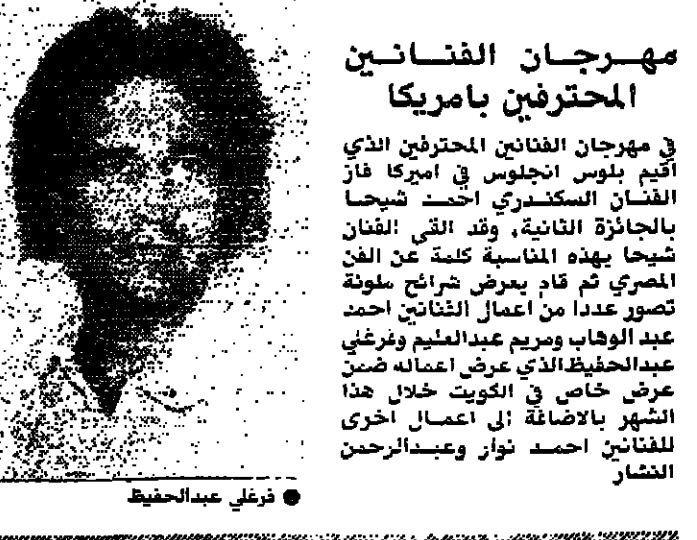 مهرجان الفنانين
المحترفين بامريكا
في مهرجان الفنانين المحترفين الذي
اقيم بلوس انجلوس في اميركا فاز
الفنان السكندري احمد شيحا
بالجائزة الثانية، وقد القى الفنان
شيحا بهذه المناسبة كلمة عن الفن
المصري ثم قام بعرض شرائح ملونة
تصور عددا من اعمال الفنانين احمد
عبد الوهاب ومريم عبدالعليم وفرغلي
عبدالحفيظ الذي عرض اعماله ضمن
عرض خاص في الكويت خلال هذا
الشهر بالاضافة الى اعمال اخرى
للفنانين احمد نوار وعبدالرحمن
النشار
● فرغلي عبدالحفيظ